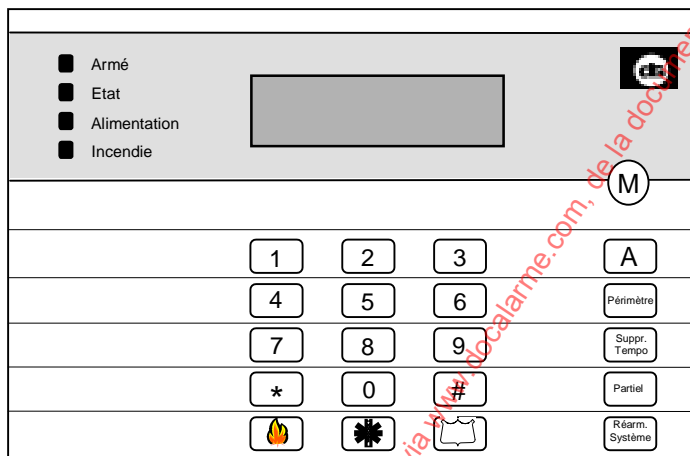 Armé
Etat
Alimentation
Incendie
M
1 2 3 A
4 5 6 Périmètre
7 8 9 Suppr.
Tempo
* 0 # Partiel
Réarm.
Système
via www.docalarme.com, de la documen